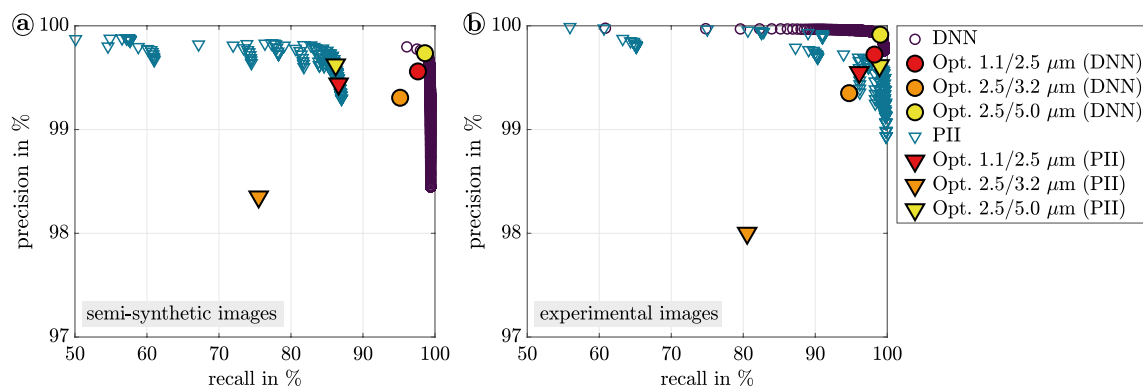 a
100
99
98
97
precision in %
50
60
70
80
90
100
recall in %
semi-synthetic images
b
100
99
98
97
precision in %
50
60
70
80
90
100
recall in %
experimental images
DNN
Opt. 1.1/2.5 μm (DNN)
Opt. 2.5/3.2 μm (DNN)
Opt. 2.5/5.0 μm (DNN)
PII
Opt. 1.1/2.5 μm (PII)
Opt. 2.5/3.2 μm (PII)
Opt. 2.5/5.0 μm (PII)